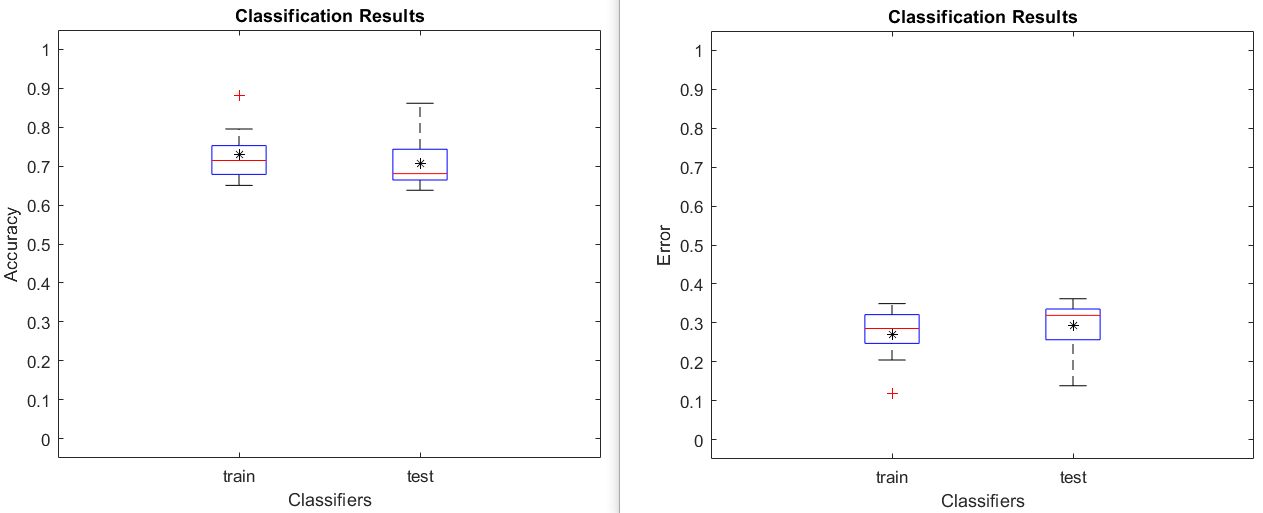 Classification Results
1
0.9
0.8
0.7
0.6
0.5
0.4
0.3
0.2
0.1
0
Accuracy
train test
Classifiers
Classification Results
1
0.9
0.8
0.7
0.6
0.5
0.4
0.3
0.2
0.1
0
Error
train test
Classifiers